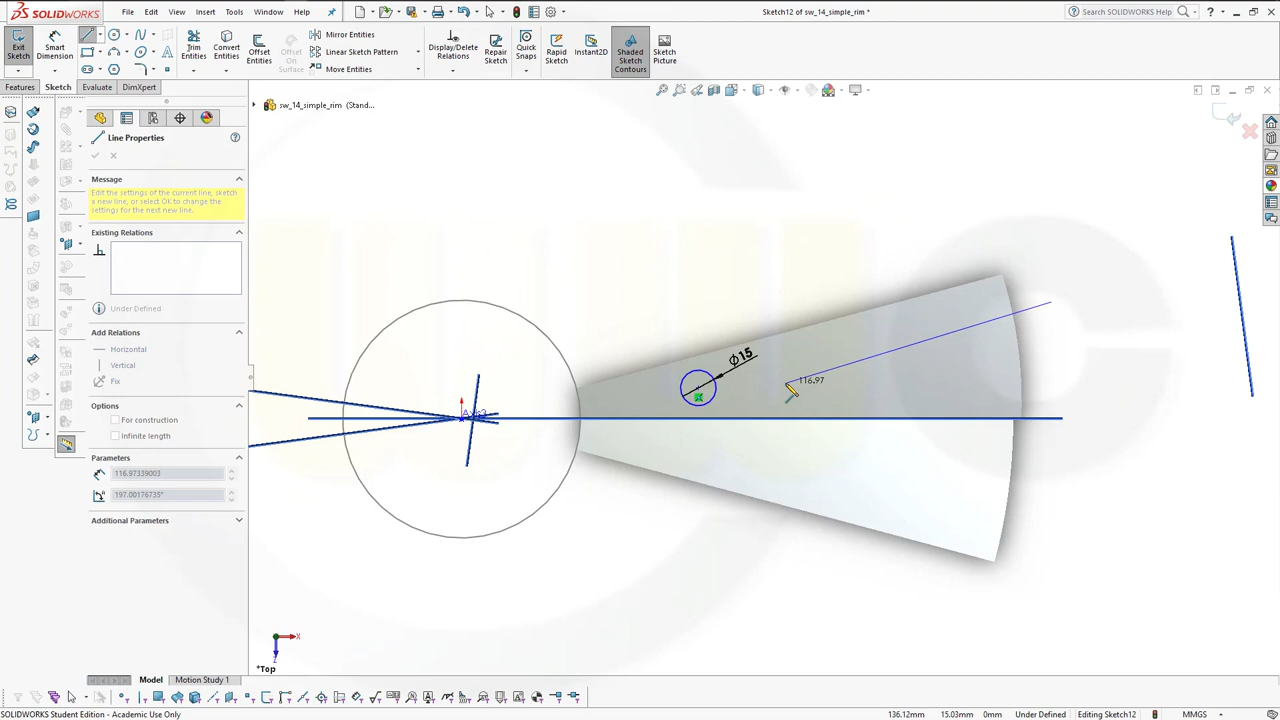 SOLIDWORKS
File
Edit
View
Insert
Tools
Window
Help
Sketch12 of sw_14_simple_rim *
Search SOLIDWORKS Help
Exit Sketch
Smart Dimension
Trim Entities
Convert Entities
Offset Entities
Offset On Surface
Mirror Entities
Linear Sketch Pattern
Move Entities
Display/Delete Relations
Repair Sketch
Quick Snaps
Rapid Sketch
Instant2D
Shaded Sketch Contours
Sketch Picture
Features
Sketch
Evaluate
DimXpert
sw_14_simple_rim (Stand...
Line Properties
Message
Edit the settings of the current line, sketch
a new line, or select OK to change the
settings for the next new line.
Existing Relations
Under Defined
Add Relations
Horizontal
Vertical
Fix
Options
For construction
Infinite length
Parameters
116.97339003
197.00176735°
Additional Parameters
Ø15
116.97
X
Z
*Top
Model
Motion Study 1
SOLIDWORKS Student Edition - Academic Use Only
136.12mm
15.03mm
0mm
Under Defined
Editing Sketch12
MMGS